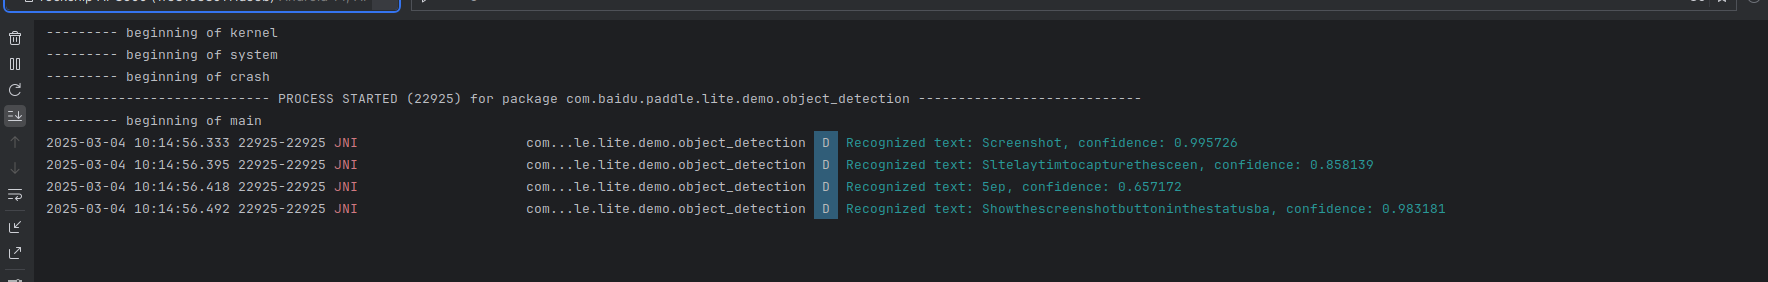 --------- beginning of kernel
--------- beginning of system
--------- beginning of crash
---------------------------- PROCESS STARTED (22925) for package com.baidu.paddle.lite.demo.object_detection ----------------------------
--------- beginning of main
2025-03-04 10:14:56.333 22925-22925 JNI com...le.lite.demo.object_detection D Recognized text: Screenshot, confidence: 0.995726
2025-03-04 10:14:56.395 22925-22925 JNI com...le.lite.demo.object_detection D Recognized text: Sltelaytimtocapturethesceen, confidence: 0.858139
2025-03-04 10:14:56.418 22925-22925 JNI com...le.lite.demo.object_detection D Recognized text: 5ep, confidence: 0.657172
2025-03-04 10:14:56.492 22925-22925 JNI com...le.lite.demo.object_detection D Recognized text: Showthescreenshotbuttoninthestatusba, confidence: 0.983181